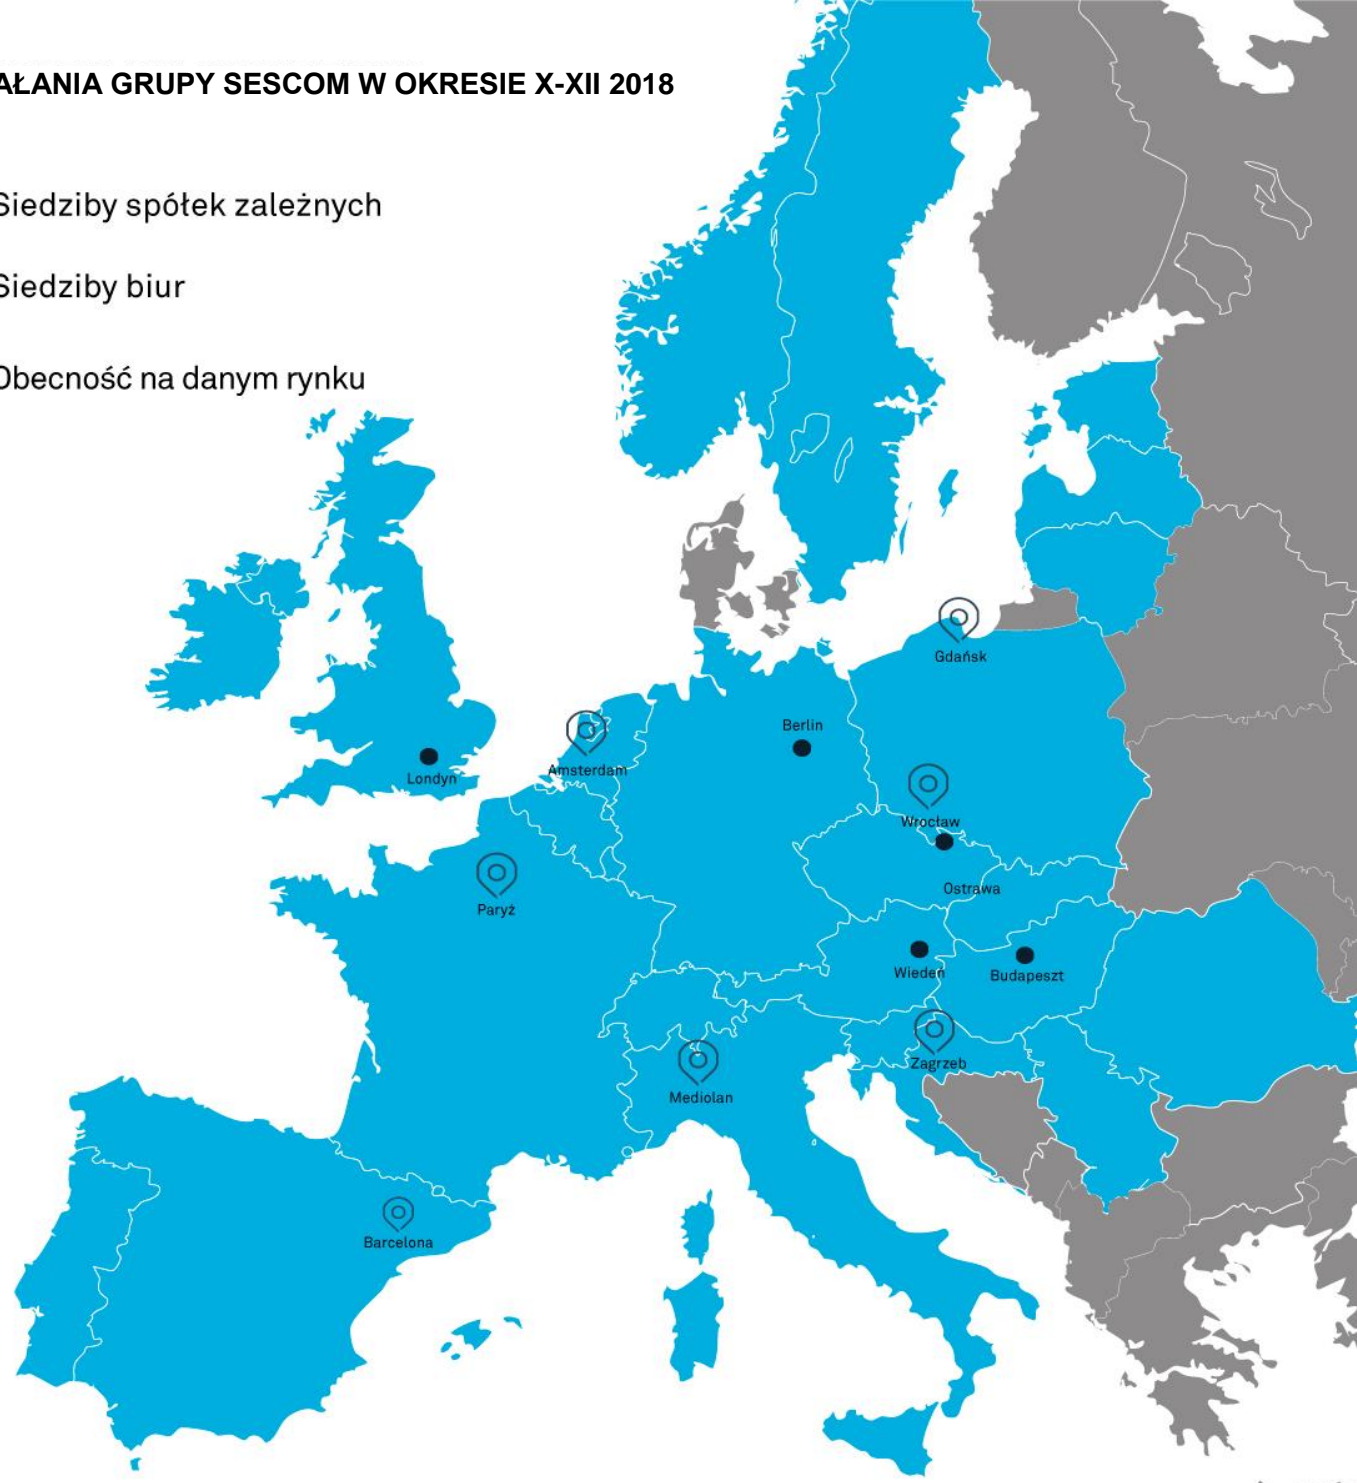 AŁANIA GRUPY SESCOM W OKRESIE X-XII 2018
Siedziby spółek zależnych
Siedziby biur
Obecność na danym rynku
Gdańsk
Berlin
Amsterdam
Londyn
Wrocław
Ostrawa
Paryż
Wiedeń
Budapeszt
Zagrzeb
Mediolan
Barcelona